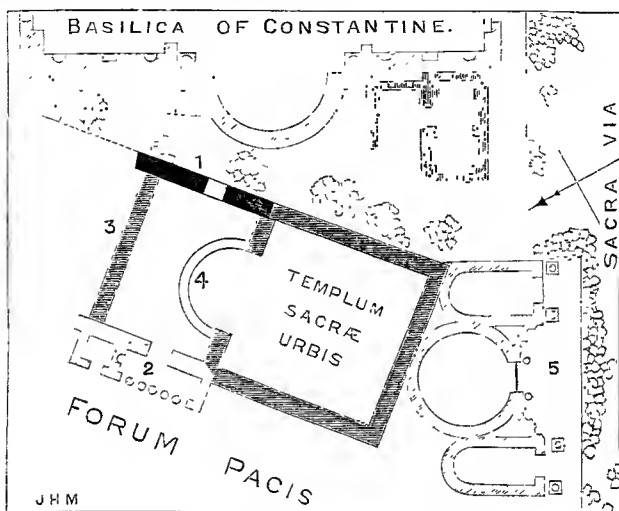 BASILICA OF CONSTANTINE.
SACRA VIA
1
3
4
TEMPLUM
SACRÆ
URBIS
2
5
FORUM PACIS
JHM